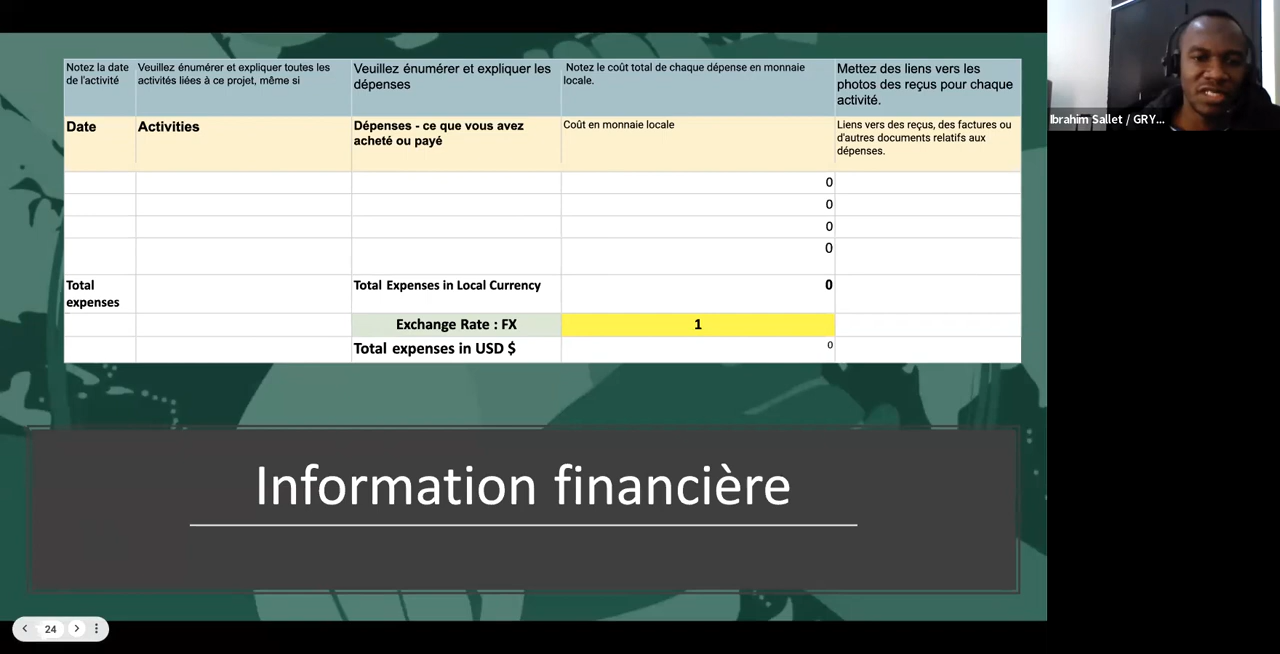 Notez la date
de l'activité
Veuillez énumérer et expliquer toutes les
activités liées à ce projet, même si
Veuillez énumérer et expliquer les
dépenses
Notez le coût total de chaque dépense en monnaie
locale.
Mettez des liens vers les
photos des reçus pour chaque
activité.
Date
Activities
Dépenses - ce que vous avez
acheté ou payé
Coût en monnaie locale
Liens vers des reçus, des factures ou
d'autres documents relatifs aux
dépenses.
0
0
0
0
Total
expenses
Total Expenses in Local Currency
0
Exchange Rate : FX
1
Total expenses in USD $
0
Information financière
24
Ibrahim Sallet / GRY...